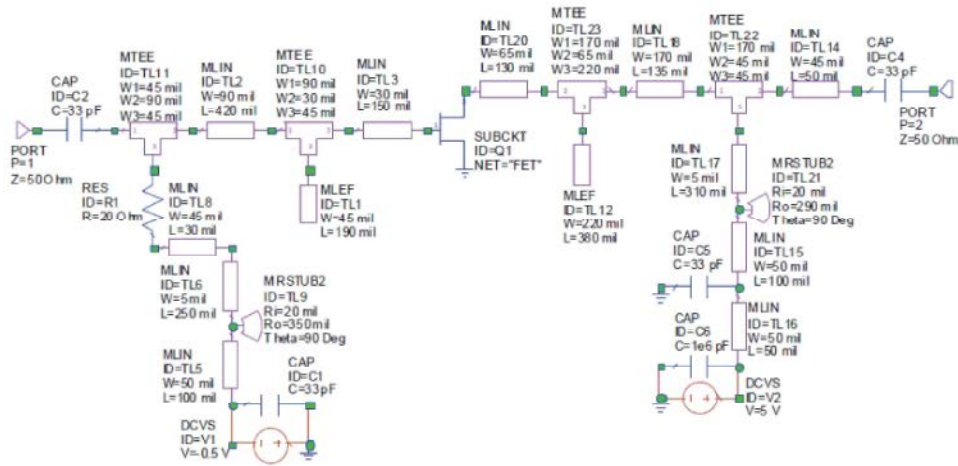 CAP
ID=C2
C=33 pF
PORT
P=1
Z=50 Ohm
MTEE
ID=TL11
W1=45 mil
W2=90 mil
W3=45 mil
1
2
3
MLIN
ID=TL2
W=90 mil
L=420 mil
MTEE
ID=TL10
W1=90 mil
W2=30 mil
W3=45 mil
1
2
3
MLIN
ID=TL3
W=30 mil
L=150 mil
1
SUBCKT
ID=Q1
NET="FET"
MLIN
ID=TL20
W=65 mil
L=130 mil
MTEE
ID=TL23
W1=170 mil
W2=65 mil
W3=220 mil
MLIN
ID=TL18
W=170 mil
L=135 mil
MTEE
ID=TL22
W1=170 mil
W2=45 mil
W3=45 mil
MLIN
ID=TL14
W=45 mil
L=50 mil
CAP
ID=C4
C=33 pF
PORT
P=2
Z=50 Ohm
RES
ID=R1
R=20 Ohm
MLIN
ID=TL8
W=45 mil
L=30 mil
MLEF
ID=TL1
W=45 mil
L=190 mil
MLEF
ID=TL12
W=220 mil
L=380 mil
MLIN
ID=TL17
W=5 mil
L=310 mil
MRSTUB2
ID=TL21
Ri=20 mil
Ro=290 mil
Theta=90 Deg
MLIN
ID=TL6
W=5 mil
L=250 mil
MRSTUB2
ID=TL9
Ri=20 mil
Ro=350 mil
Theta=90 Deg
MLIN
ID=TL5
W=50 mil
L=100 mil
CAP
ID=C1
C=33 pF
DCVS
ID=V1
V=-0.5 V
CAP
ID=C5
C=33 pF
MLIN
ID=TL15
W=50 mil
L=100 mil
CAP
ID=C6
C=1e6 pF
MLIN
ID=TL16
W=50 mil
L=50 mil
DCVS
ID=V2
V=5 V